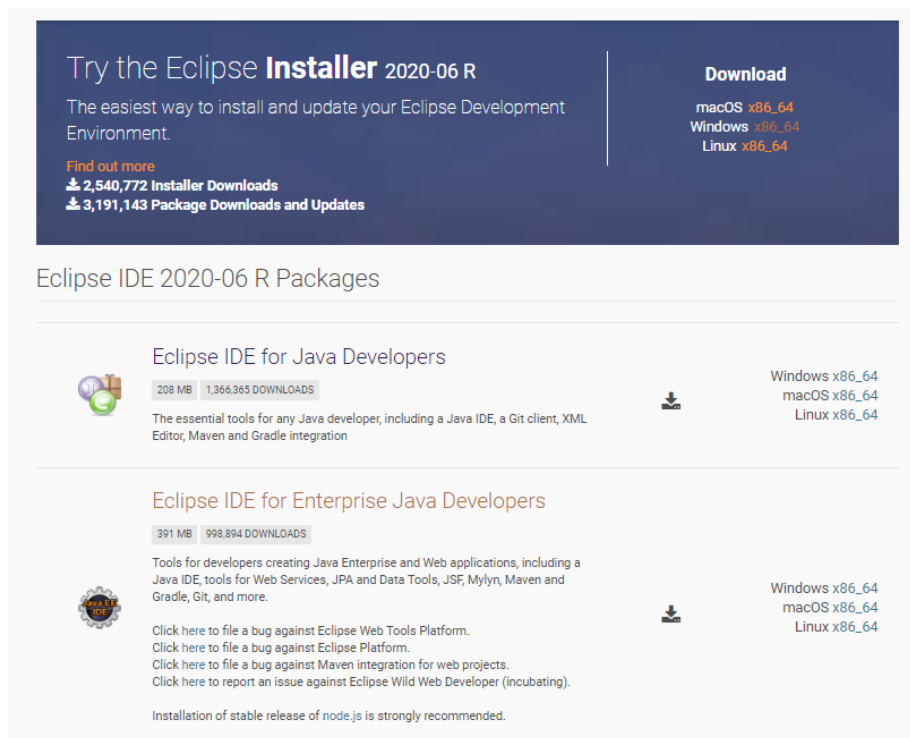 Try the Eclipse Installer 2020-06 R
The easiest way to install and update your Eclipse Development
Environment.
Find out more
2,540,772 Installer Downloads
3,191,143 Package Downloads and Updates
Download
macOS x86_64
Windows x86_64
Linux x86_64
Eclipse IDE 2020-06 R Packages
Eclipse IDE for Java Developers
208 MB 1,366,365 DOWNLOADS
The essential tools for any Java developer, including a Java IDE, a Git client, XML
Editor, Maven and Gradle integration
Windows x86_64
macOS x86_64
Linux x86_64
Eclipse IDE for Enterprise Java Developers
391 MB 998,894 DOWNLOADS
Tools for developers creating Java Enterprise and Web applications, including a
Java IDE, tools for Web Services, JPA and Data Tools, JSF, Mylyn, Maven and
Gradle, Git, and more.
Click here to file a bug against Eclipse Web Tools Platform.
Click here to file a bug against Eclipse Platform.
Click here to file a bug against Maven integration for web projects.
Click here to report an issue against Eclipse Wild Web Developer (incubating).
Installation of stable release of node.js is strongly recommended.
Java EE
IDE
Windows x86_64
macOS x86_64
Linux x86_64